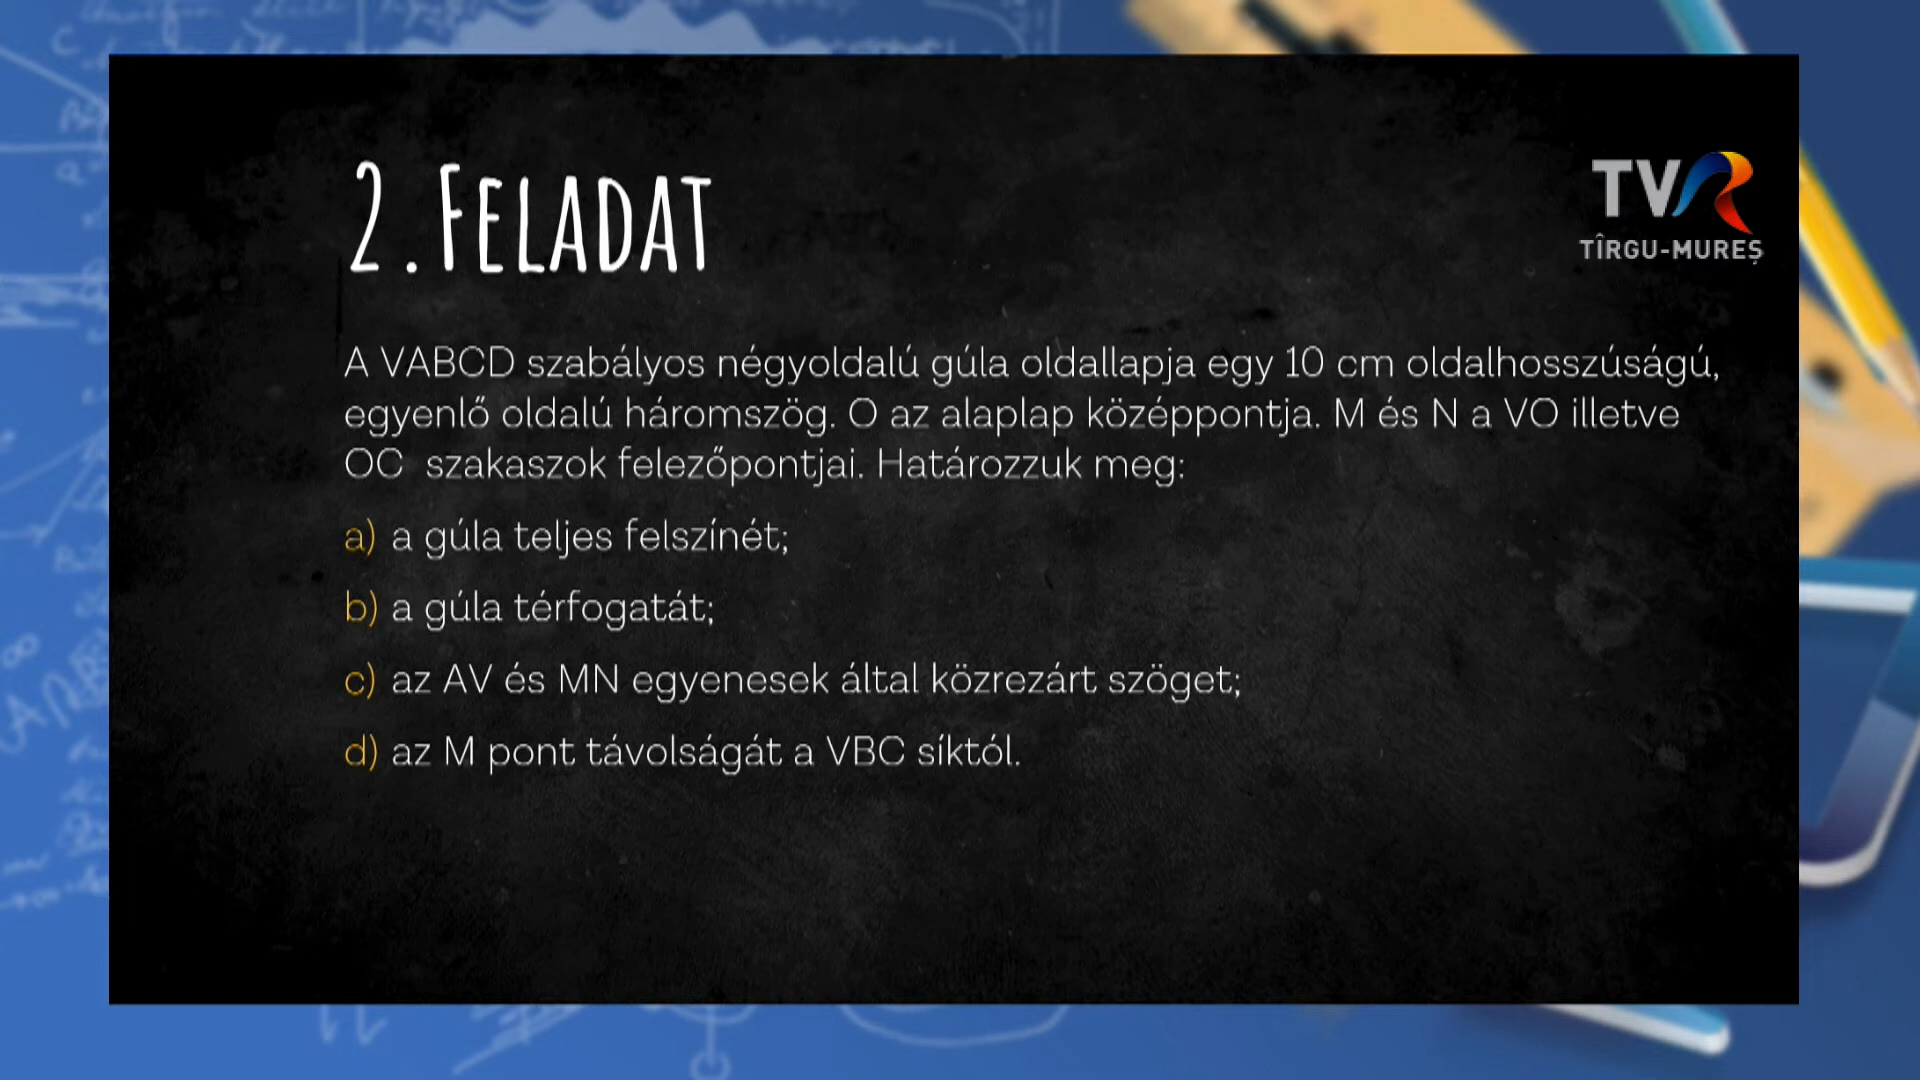 2. FELADAT
TVR
TÎRGU-MUREȘ
A VABCD szabályos négyoldalú gúla oldallapja egy 10 cm oldalhosszúságú,
egyenlő oldalú háromszög. O az alaplap középpontja. M és N a VO illetve
OC szakaszok felezőpontjai. Határozzuk meg:
a) a gúla teljes felszínét;
b) a gúla térfogatát;
c) az AV és MN egyenesek által közrezárt szöget;
d) az M pont távolságát a VBC síktól.